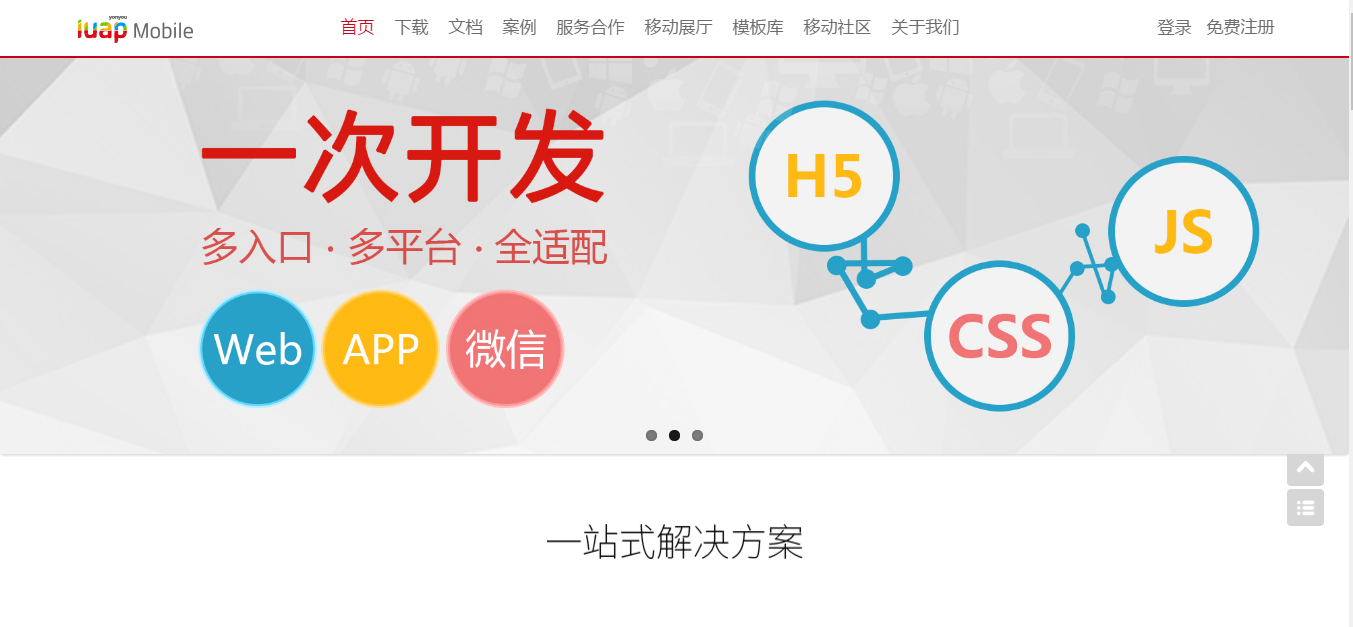 yonyou
iuap Mobile
首页 下载 文档 案例 服务合作 移动展厅 模板库 移动社区 关于我们
登录 免费注册
一次开发
多入口 · 多平台 · 全适配
Web APP 微信
H5
CSS
JS
一站式解决方案